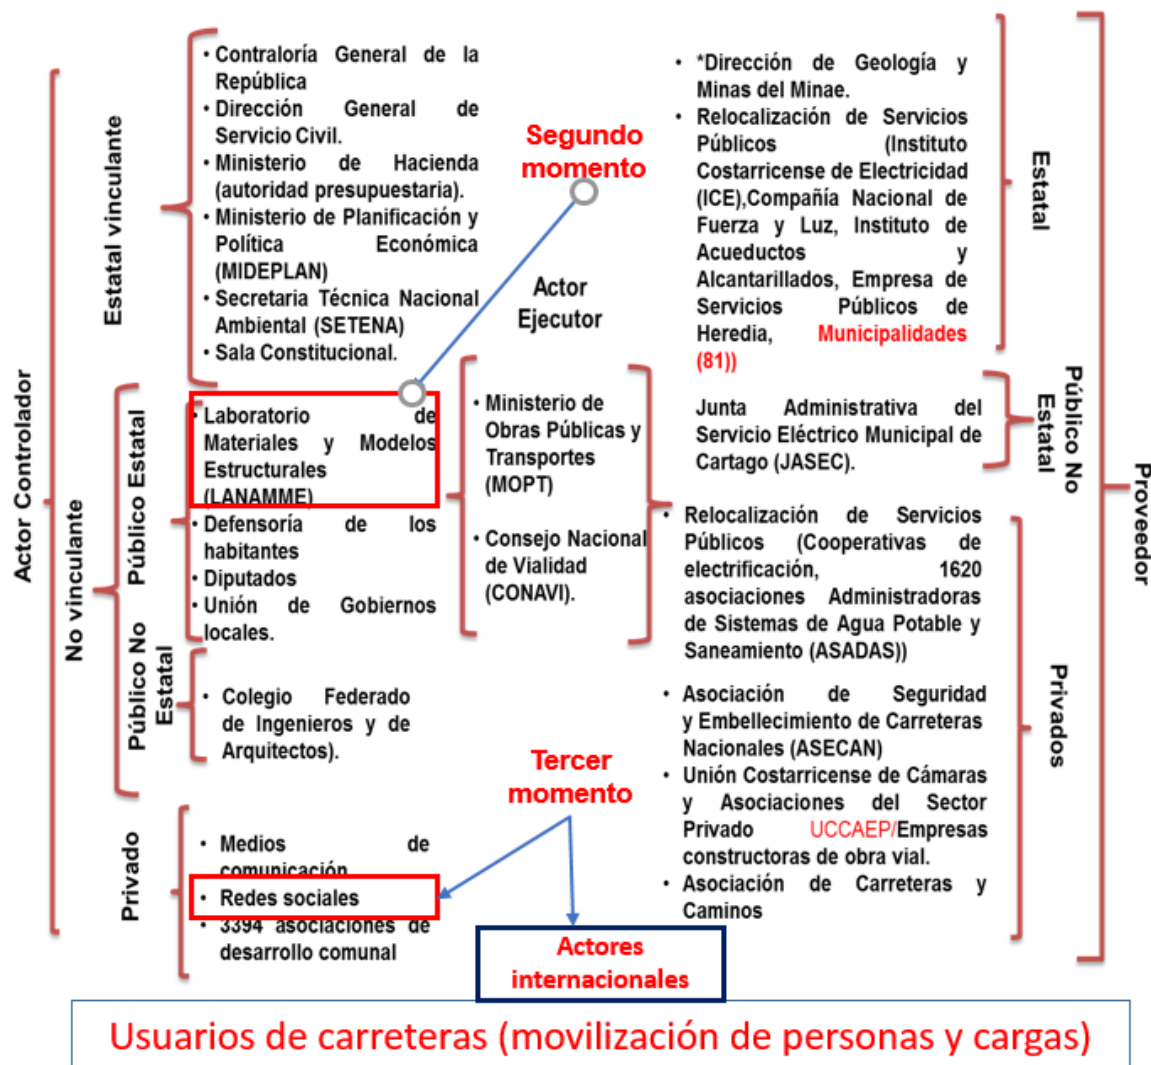 Actor Controlador
Estatal vinculante
• Contraloría General de la
República
• Dirección General de
Servicio Civil.
• Ministerio de Hacienda
(autoridad presupuestaria).
• Ministerio de Planificación y
Política Económica
(MIDEPLAN)
• Secretaria Técnica Nacional
Ambiental (SETENA)
• Sala Constitucional.
No vinculante
Público Estatal
• Laboratorio de
Materiales y Modelos
Estructurales
(LANAMME)
• Defensoría de los
habitantes
• Diputados
• Unión de Gobiernos
locales.
Público No
Estatal
• Colegio Federado
de Ingenieros y de
Arquitectos).
Privado
• Medios de
comunicación
• Redes sociales
• 3394 asociaciones de
desarrollo comunal
Segundo
momento
Actor
Ejecutor
• Ministerio de
Obras Públicas y
Transportes
(MOPT)
• Consejo Nacional
de Vialidad
(CONAVI).
Tercer
momento
Actores
internacionales
• *Dirección de Geología y
Minas del Minae.
• Relocalización de Servicios
Públicos (Instituto
Costarricense de Electricidad
(ICE),Compañía Nacional de
Fuerza y Luz, Instituto de
Acueductos y
Alcantarillados, Empresa de
Servicios Públicos de
Heredia, Municipalidades
(81))
Estatal
Junta Administrativa del
Servicio Eléctrico Municipal de
Cartago (JASEC).
Público No
Estatal
• Relocalización de Servicios
Públicos (Cooperativas de
electrificación, 1620
asociaciones Administradoras
de Sistemas de Agua Potable y
Saneamiento (ASADAS))
• Asociación de Seguridad
y Embellecimiento de Carreteras
Nacionales (ASECAN)
• Unión Costarricense de Cámaras
y Asociaciones del Sector
Privado UCCAEP/Empresas
constructoras de obra vial.
• Asociación de Carreteras y
Caminos
Privados
Proveedor
Usuarios de carreteras (movilización de personas y cargas)